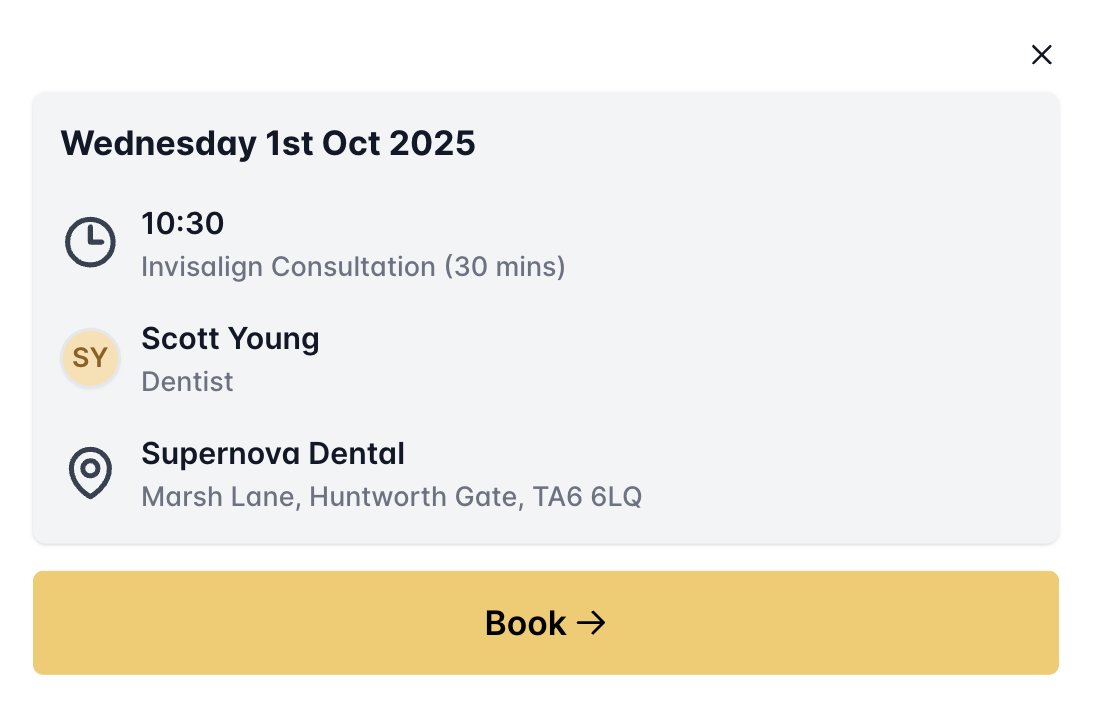 Wednesday 1st Oct 2025
10:30
Invisalign Consultation (30 mins)
SY
Scott Young
Dentist
Supernova Dental
Marsh Lane, Huntworth Gate, TA6 6LQ
Book →